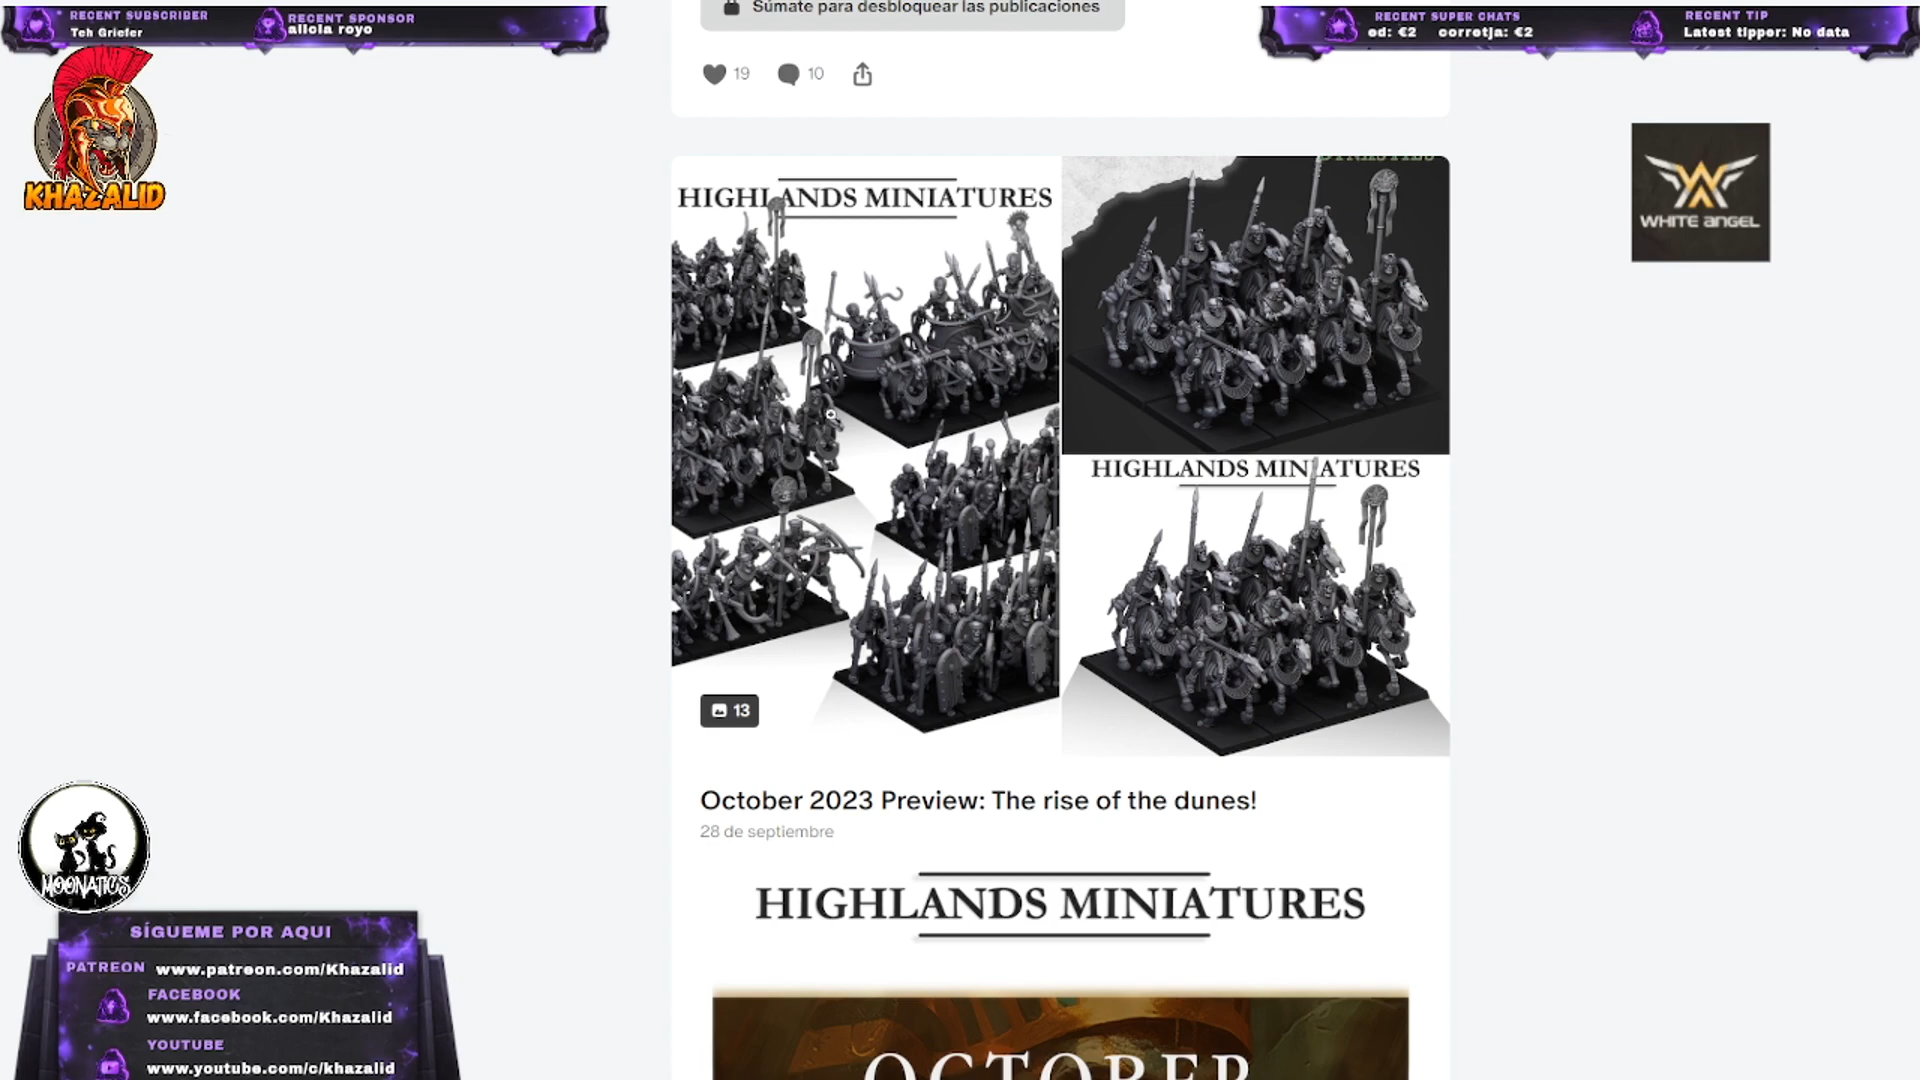 RECENT SUBSCRIBER
Teh Griefer
RECENT SPONSOR
alicia royo
Súmate para desbloquear las publicaciones
RECENT SUPER CHATS
ed: €2 corretja: €2
RECENT TIP
Latest tipper: No data
19
10
KHAZALID
WHITE ANGEL
HIGHLANDS MINIATURES
DYNASTIES
HIGHLANDS MINIATURES
13
October 2023 Preview: The rise of the dunes!
28 de septiembre
HIGHLANDS MINIATURES
OCTOBER
MOONATICS
SÍGUEME POR AQUI
PATREON www.patreon.com/Khazalid
FACEBOOK
www.facebook.com/Khazalid
YOUTUBE
www.youtube.com/c/khazalid